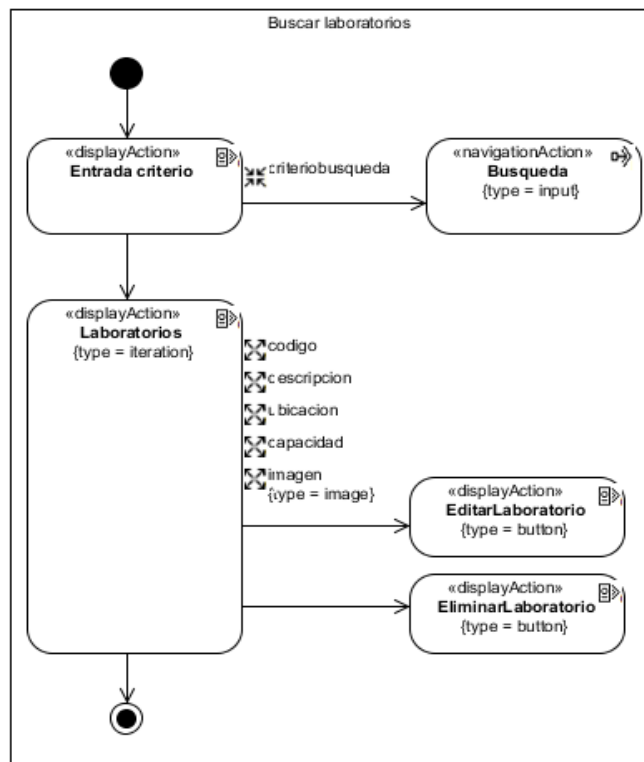 Buscar laboratorios
«displayAction»
Entrada criterio
criteriobusqueda
«navigationAction»
Busqueda
{type = input}
«displayAction»
Laboratorios
{type = iteration}
codigo
descripcion
ubicacion
capacidad
imagen
{type = image}
«displayAction»
EditarLaboratorio
{type = button}
«displayAction»
EliminarLaboratorio
{type = button}